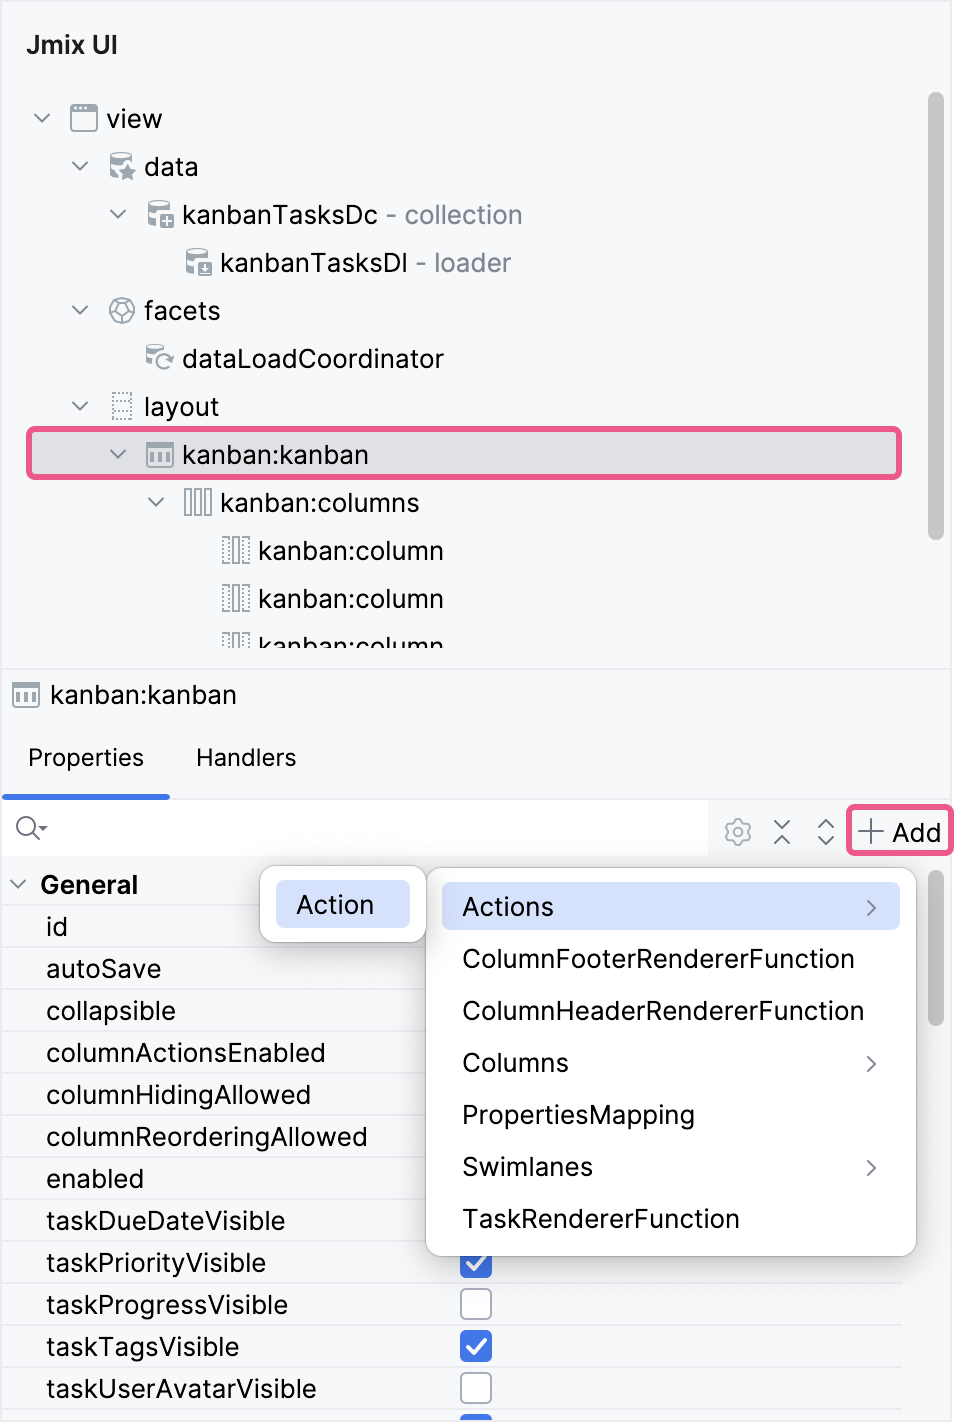 Jmix UI
view
data
kanbanTasksDc - collection
kanbanTasksDl - loader
facets
dataLoadCoordinator
layout
kanban:kanban
kanban:columns
kanban:column
kanban:column
kanban:column
kanban:kanban
Properties Handlers
Add
General
id
autoSave
collapsible
columnActionsEnabled
columnHidingAllowed
columnReorderingAllowed
enabled
taskDueDateVisible
taskPriorityVisible
taskProgressVisible
taskTagsVisible
taskUserAvatarVisible
Action
Actions
ColumnFooterRendererFunction
ColumnHeaderRendererFunction
Columns
PropertiesMapping
Swimlanes
TaskRendererFunction